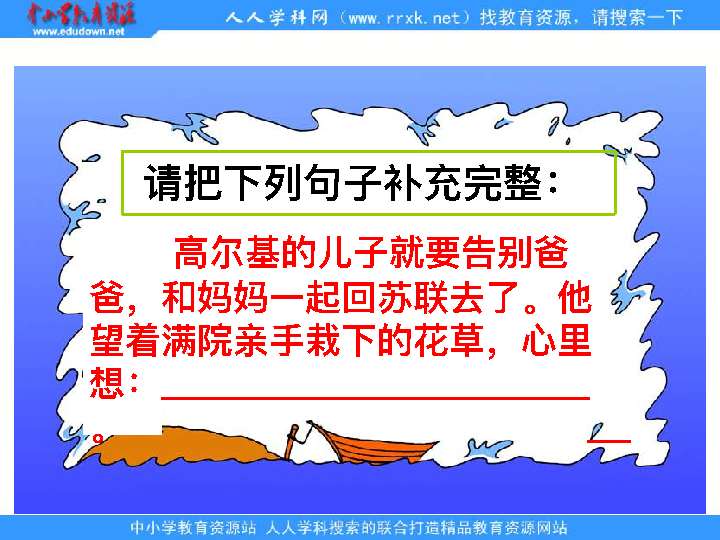 中小学教育资源
www.edudown.net
人人学科网（www.rrxk.net）找教育资源，请搜索一下
请把下列句子补充完整：
高尔基的儿子就要告别爸
爸，和妈妈一起回苏联去了。他
望着满院亲手栽下的花草，心里
想：____________________
。 __
中小学教育资源站 人人学科搜索的联合打造精品教育资源网站